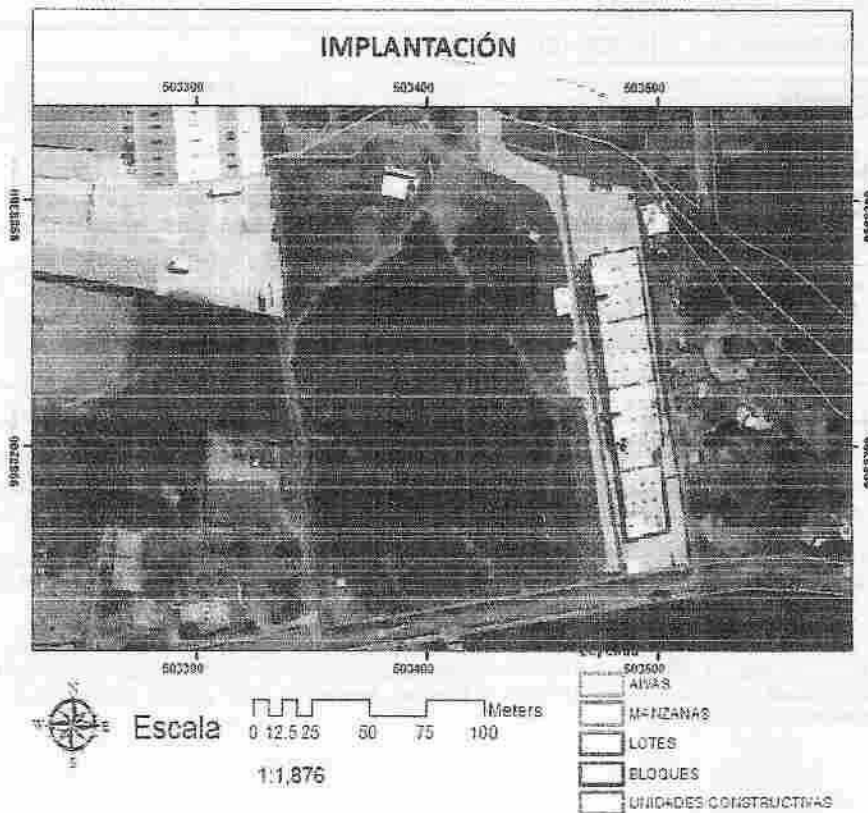 IMPLANTACIÓN
503300 503400 503500
503300 503400 503500
Escala
Meters
0 12.5 25 50 75 100
1:1,876
MANZANAS
LOTES
BLOQUES
UNIDADES CONSTRUCTIVAS